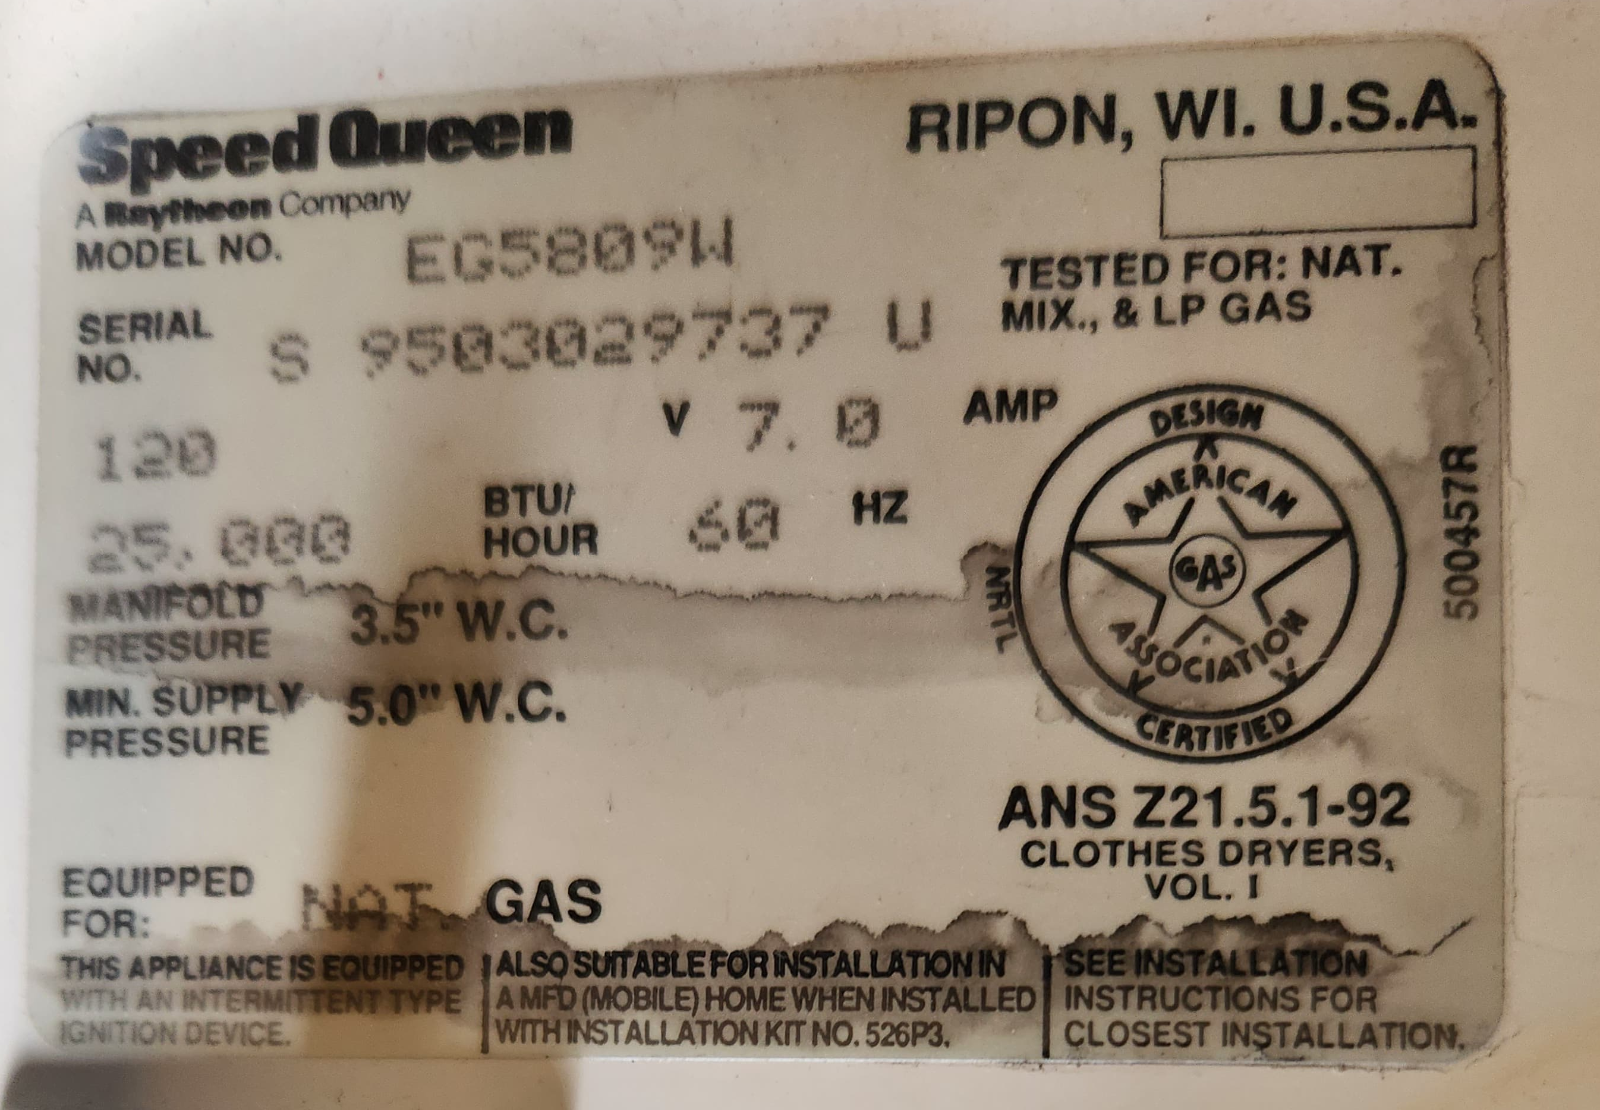 Speed Queen
A Raytheon Company
RIPON, WI. U.S.A.
MODEL NO. EG5809W
SERIAL NO. S 9503029737 U
TESTED FOR: NAT.
MIX., & LP GAS
120 V 7.0 AMP
25,000 BTU/HOUR 60 HZ
MANIFOLD PRESSURE 3.5" W.C.
MIN. SUPPLY PRESSURE 5.0" W.C.
DESIGN
AMERICAN
GAS
ASSOCIATION
CERTIFIED
NRTL
500457R
ANS Z21.5.1-92
CLOTHES DRYERS,
VOL. I
EQUIPPED FOR: NAT. GAS
THIS APPLIANCE IS EQUIPPED
WITH AN INTERMITTENT TYPE
IGNITION DEVICE.
ALSO SUITABLE FOR INSTALLATION IN
A MFD (MOBILE) HOME WHEN INSTALLED
WITH INSTALLATION KIT NO. 526P3.
SEE INSTALLATION
INSTRUCTIONS FOR
CLOSEST INSTALLATION.